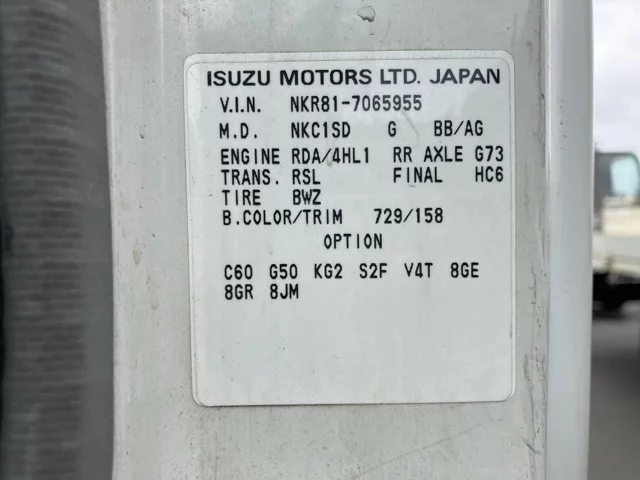 ISUZU MOTORS LTD. JAPAN
V.I.N. NKR81-7065955
M.D. NKC1SD G BB/AG
ENGINE RDA/4HL1 RR AXLE G73
TRANS. RSL FINAL HC6
TIRE BWZ
B.COLOR/TRIM 729/158
OPTION
C60 G50 KG2 S2F V4T 8GE
8GR 8JM